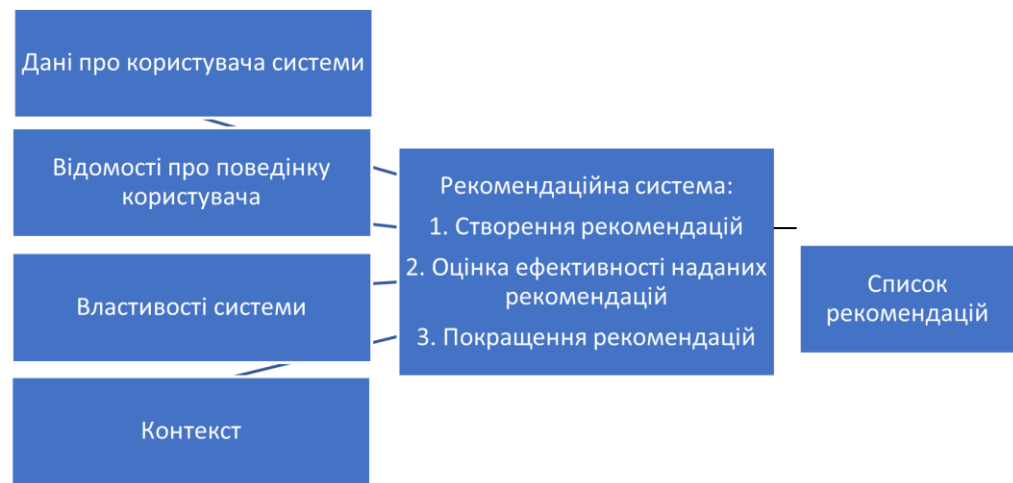 Дані про користувача системи
Відомості про поведінку
користувача
Властивості системи
Контекст
Рекомендаційна система:
1. Створення рекомендацій
2. Оцінка ефективності наданих
рекомендацій
3. Покращення рекомендацій
Список
рекомендацій